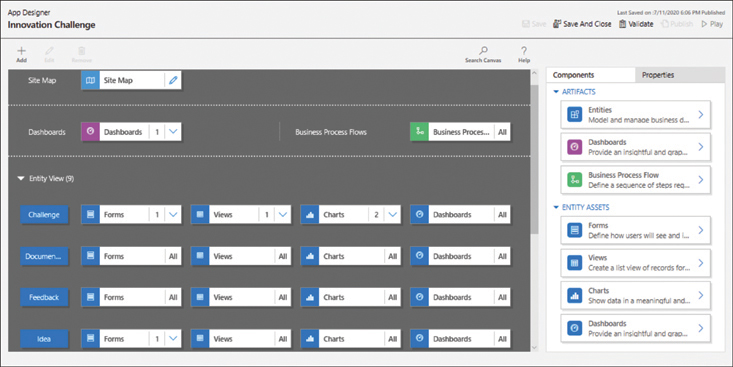 App Designer
Innovation Challenge
Last Saved on :7/11/2020 6:06 PM Published
Save Save And Close Validate Publish Play
Add Edit Remove Search Canvas Help
Site Map Site Map
Dashboards Dashboards 1 Business Process Flows Business Proces... All
Entity View (9)
Challenge Forms 1 Views 1 Charts 2 Dashboards All
Documen... Forms All Views All Charts All Dashboards All
Feedback Forms All Views All Charts All Dashboards All
Idea Forms 1 Views All Charts All Dashboards All
Components Properties
ARTIFACTS
Entities
Model and manage business d...
Dashboards
Provide an insightful and grap...
Business Process Flow
Define a sequence of steps req...
ENTITY ASSETS
Forms
Define how users will see and i...
Views
Create a list view of records for...
Charts
Show data in a meaningful and...
Dashboards
Provide an insightful and grap...